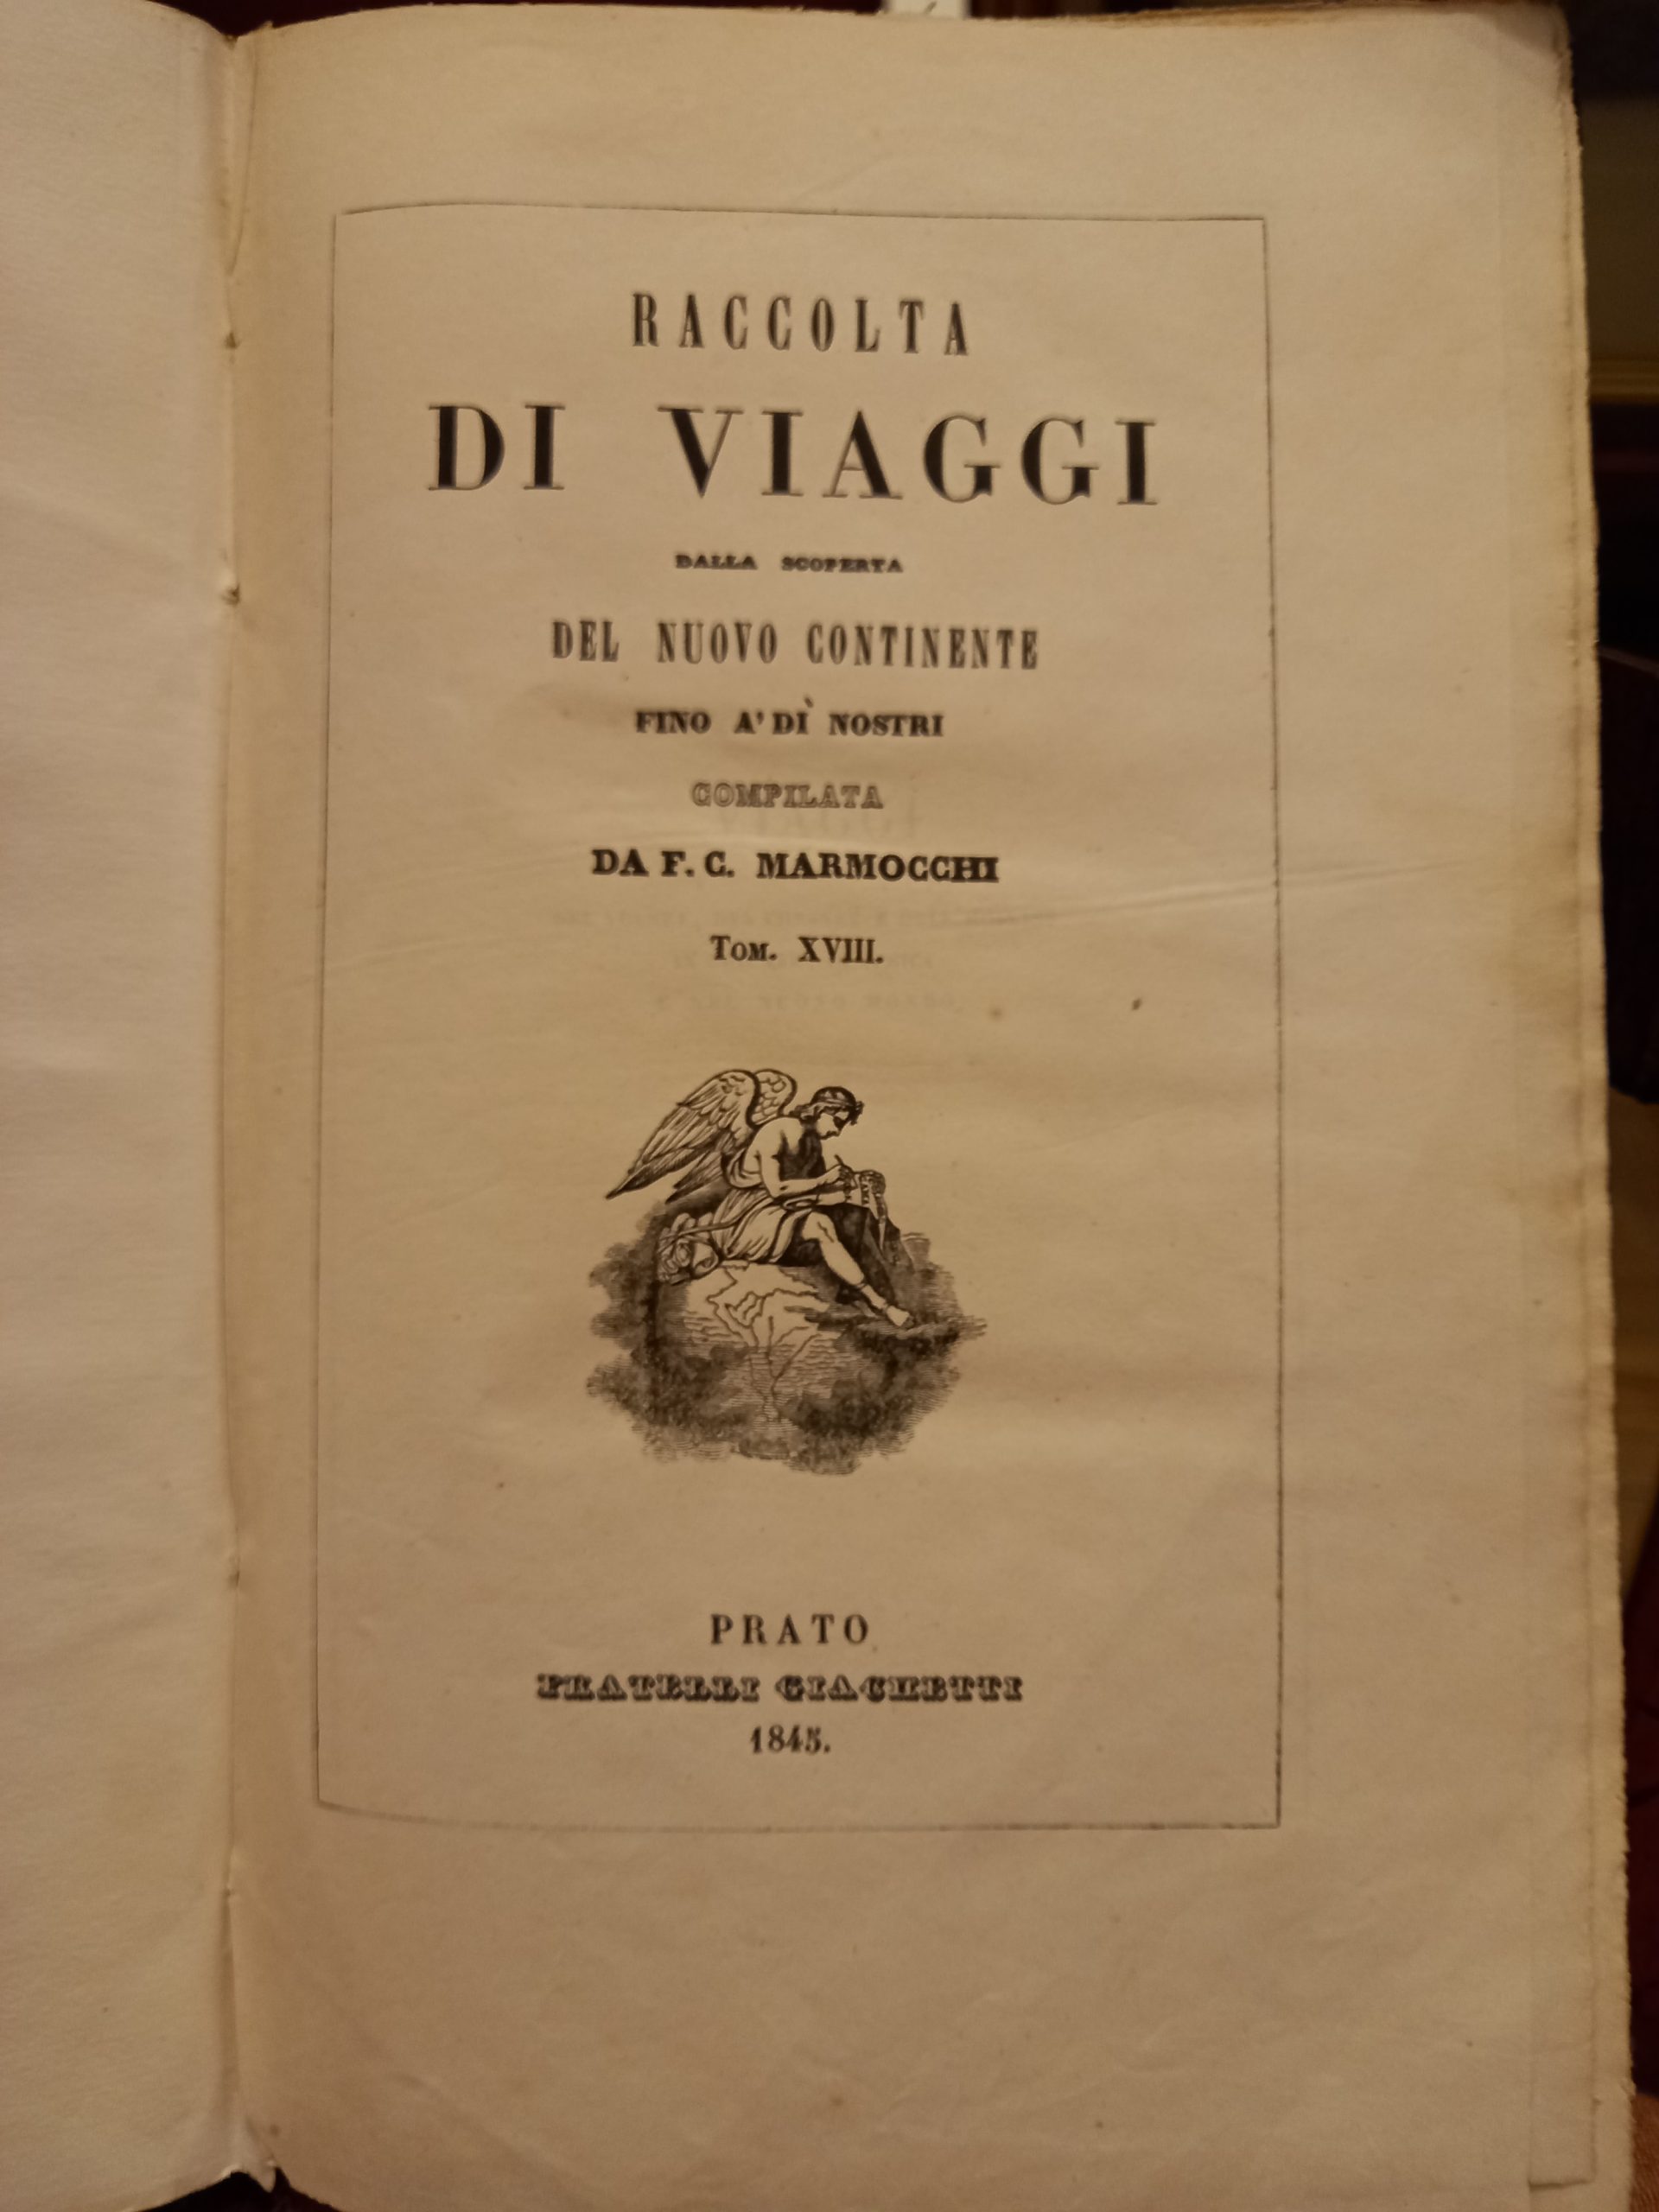 RACCOLTA
DI VIAGGI
DALLA SCOPERTA
DEL NUOVO CONTINENTE
FINO A' DÌ NOSTRI
COMPILATA
DA F. C. MARMOCCHI
TOM. XVIII.
PRATO
FRATELLI GIACHETTI
1845.